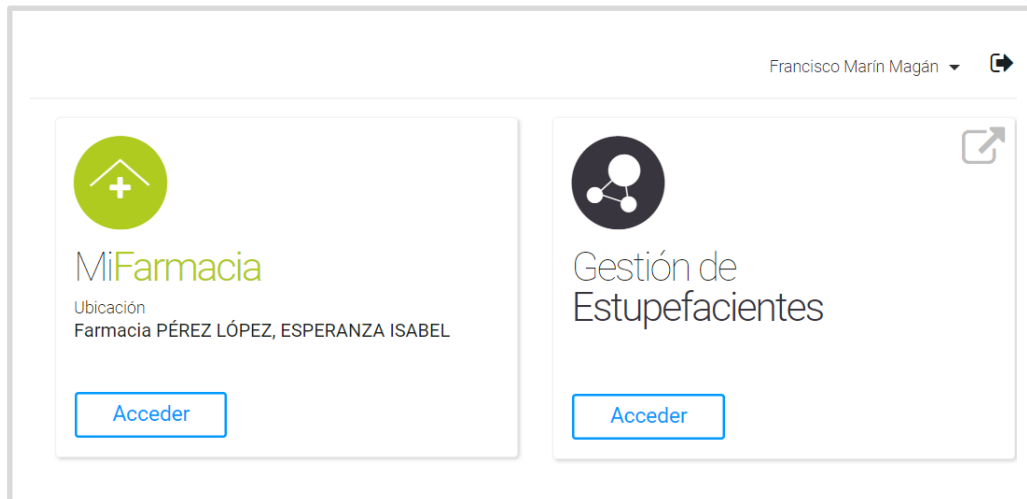 Francisco Marín Magán
MiFarmacia
Ubicación
Farmacia PÉREZ LÓPEZ, ESPERANZA ISABEL
Acceder
Gestión de
Estupefacientes
Acceder